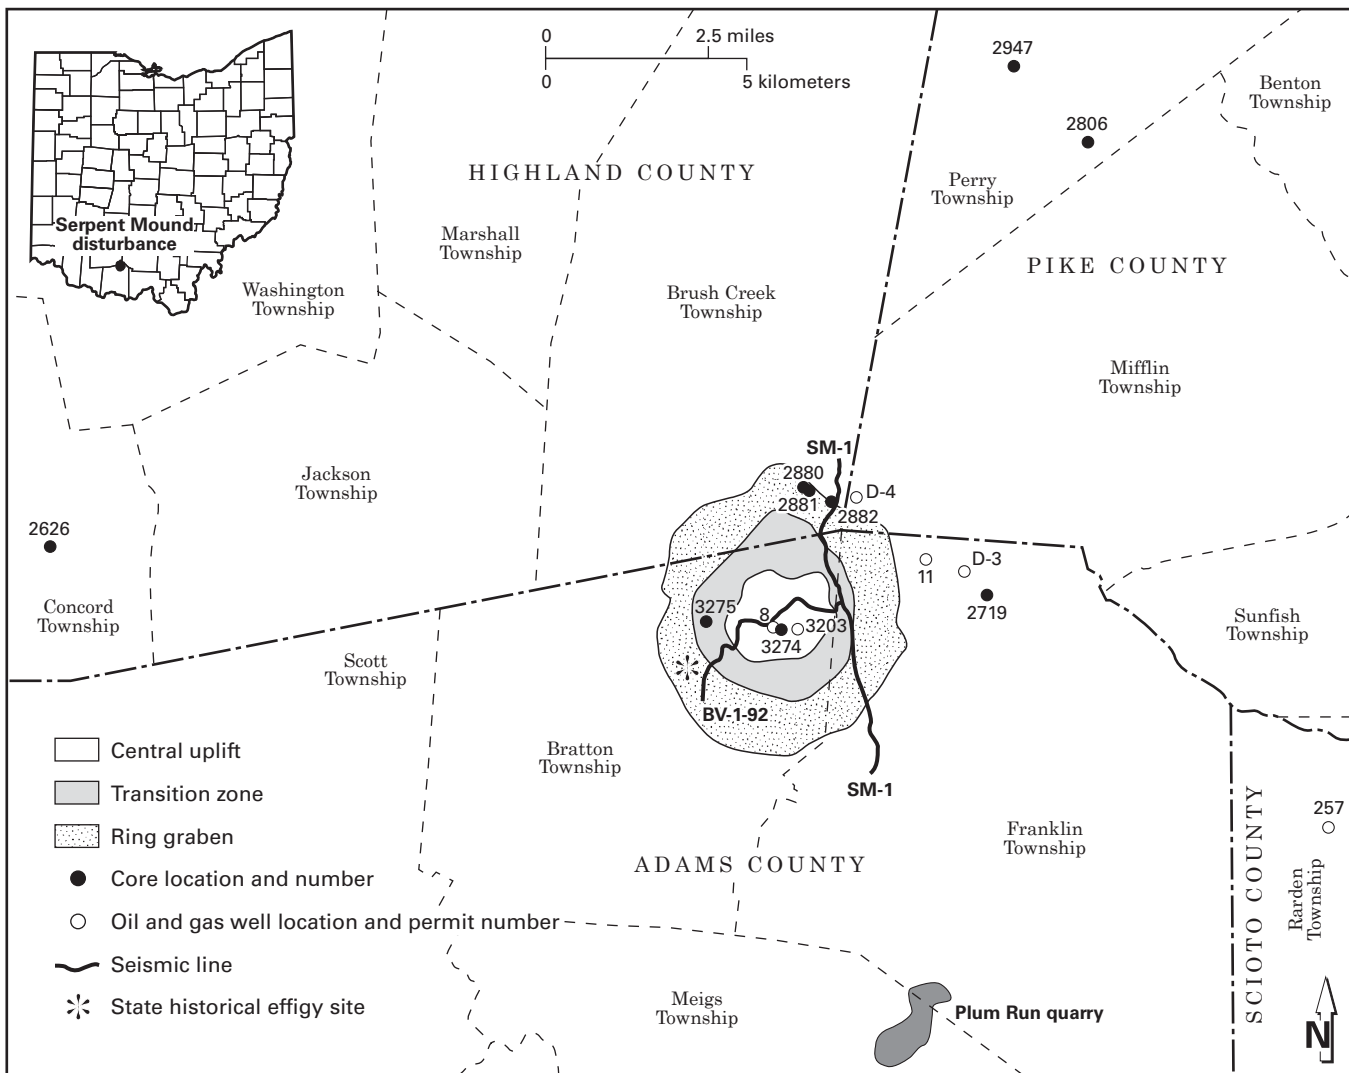 0
2.5 miles
0
5 kilometers
2947
2806
Benton
Township
HIGHLAND COUNTY
Perry
Township
Serpent Mound
disturbance
Marshall
Township
PIKE COUNTY
Washington
Township
Brush Creek
Township
Mifflin
Township
SM-1
Jackson
Township
2880
D-4
2881
2882
2626
11
D-3
Concord
Township
3275
8
3203
3274
2719
Sunfish
Township
Scott
Township
BV-1-92
Bratton
Township
SM-1
Central uplift
Transition zone
Ring graben
Core location and number
Oil and gas well location and permit number
Seismic line
State historical effigy site
257
Franklin
Township
ADAMS COUNTY
SCIOTO COUNTY
Rarden
Township
Meigs
Township
Plum Run quarry
N